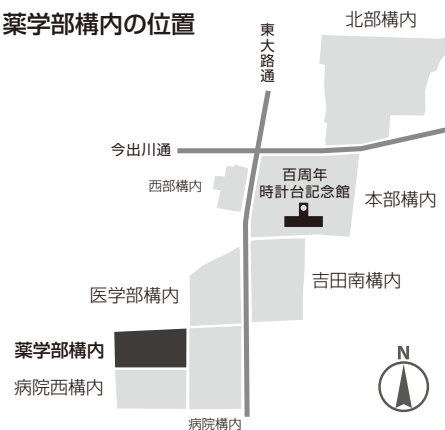 薬学部構内の位置
北部構内
東大路通
今出川通
西部構内
百周年
時計台記念館
本部構内
吉田南構内
医学部構内
薬学部構内
病院西構内
病院構内
N